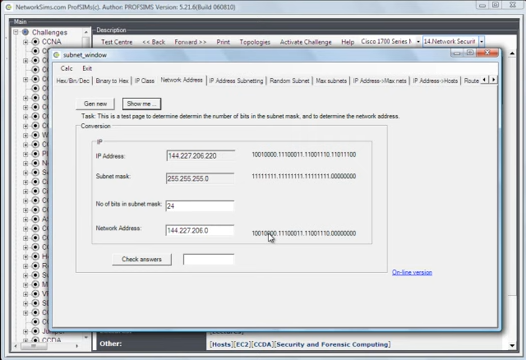 NetworkSims.com ProfSIMs(c). Author: PROFSIMS Version: 5.21.6(Build 060810)
Main
Challenges
Description
CCNA
Test Centre << Back / Forward >> Print Topologies Activate Challenge Help Cisco 1700 Series 14.Network Securit
subnet_window
Calc Exit
Hex/Bin/Dec Binary to Hex IP Class Network Address IP Address Subnetting Random Subnet Max subnets IP Address->Max nets IP Address->Hosts Route
Gen new Show me ...
Task: This is a test page to determine determin the number of bits in the subnet mask, and to determine the network address.
Conversion
IP
IP Address: 144.227.206.220 10010000.11100011.11001110.11011100
Subnet mask: 255.255.255.0 11111111.11111111.11111111.00000000
No of bits in subnet mask: 24
Network Address: 144.227.206.0 10010000.11100011.11001110.00000000
Check answers
On-line version
Other: [Hosts][EC2][CCDA][Security and Forensic Computing]